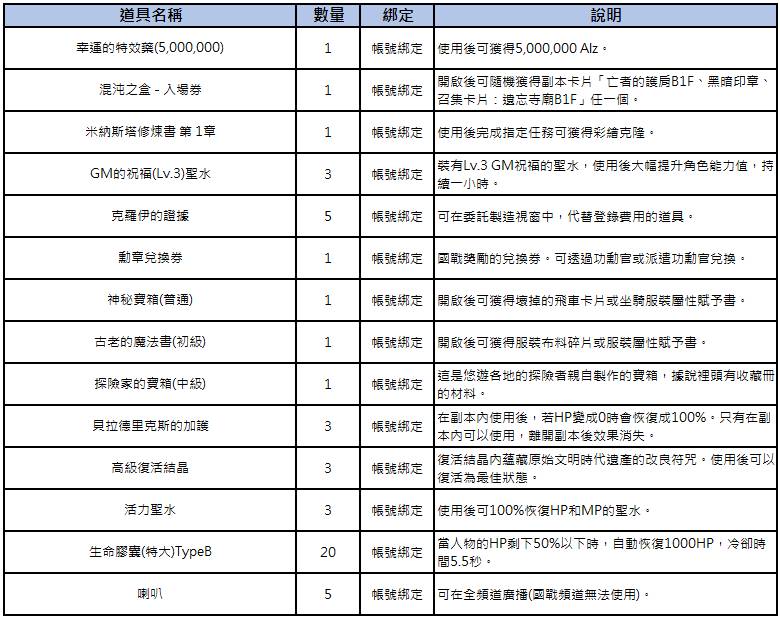 道具名稱 數量 綁定 說明
幸運的特效藥(5,000,000) 1 帳號綁定 使用後可獲得5,000,000 Alz。
混沌之盒 - 入場券 1 帳號綁定 開啟後可隨機獲得副本卡片「亡者的護肩B1F、黑暗印章、
召集卡片：遺忘寺廟B1F」任一個。
米納斯塔修煉書 第 1章 1 帳號綁定 使用後完成指定任務可獲得彩繪克隆。
GM的祝福(Lv.3)聖水 3 帳號綁定 裝有Lv.3 GM祝福的聖水，使用後大幅提升角色能力值，持
續一小時。
克羅伊的證據 5 帳號綁定 可在委託製造視窗中，代替登錄費用的道具。
勳章兌換券 1 帳號綁定 國戰獎勵的兌換券。可透過功勳官或派遣功勳官兌換。
神秘寶箱(普通) 1 帳號綁定 開啟後可獲得壞掉的飛車卡片或坐騎服裝屬性賦予書。
古老的魔法書(初級) 1 帳號綁定 開啟後可獲得服裝布料碎片或服裝屬性賦予書。
探險家的寶箱(中級) 1 帳號綁定 這是悠遊各地的探險者親自製作的寶箱，據說裡頭有收藏冊
的材料。
貝拉德里克斯的加護 3 帳號綁定 在副本內使用後，若HP變成0時會恢復成100%。只有在副
本內可以使用，離開副本後效果消失。
高級復活結晶 3 帳號綁定 復活結晶內蘊藏原始文明時代遺產的改良符咒。使用後可以
復活為最佳狀態。
活力聖水 3 帳號綁定 使用後可100%恢復HP和MP的聖水。
生命膠囊(特大)TypeB 20 帳號綁定 當人物的HP剩下50%以下時，自動恢復1000HP，冷卻時
間5.5秒。
喇叭 5 帳號綁定 可在全頻道廣播(國戰頻道無法使用)。